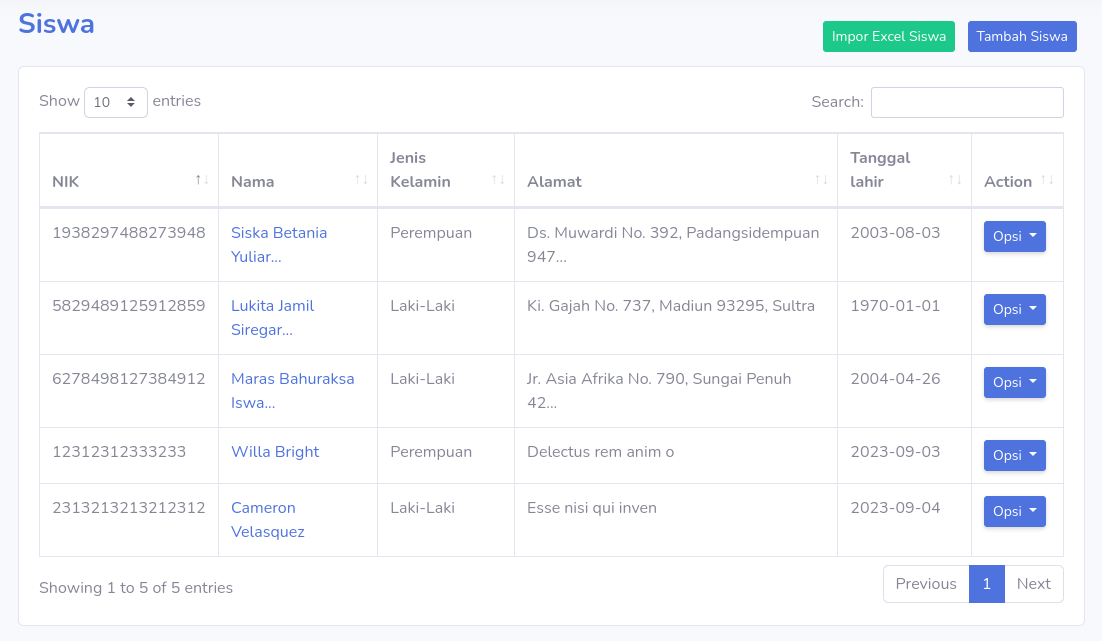 Siswa
Impor Excel Siswa
Tambah Siswa
Show 10 entries
Search:
NIK
Nama
Jenis
Kelamin
Alamat
Tanggal
lahir
Action
1938297488273948
Siska Betania
Yuliar...
Perempuan
Ds. Muwardi No. 392, Padangsidempuan
947...
2003-08-03
Opsi
5829489125912859
Lukita Jamil
Siregar...
Laki-Laki
Ki. Gajah No. 737, Madiun 93295, Sultra
1970-01-01
Opsi
6278498127384912
Maras Bahuraksa
Iswa...
Laki-Laki
Jr. Asia Afrika No. 790, Sungai Penuh
42...
2004-04-26
Opsi
12312312333233
Willa Bright
Perempuan
Delectus rem anim o
2023-09-03
Opsi
2313213213212312
Cameron
Velasquez
Laki-Laki
Esse nisi qui inven
2023-09-04
Opsi
Showing 1 to 5 of 5 entries
Previous
1
Next